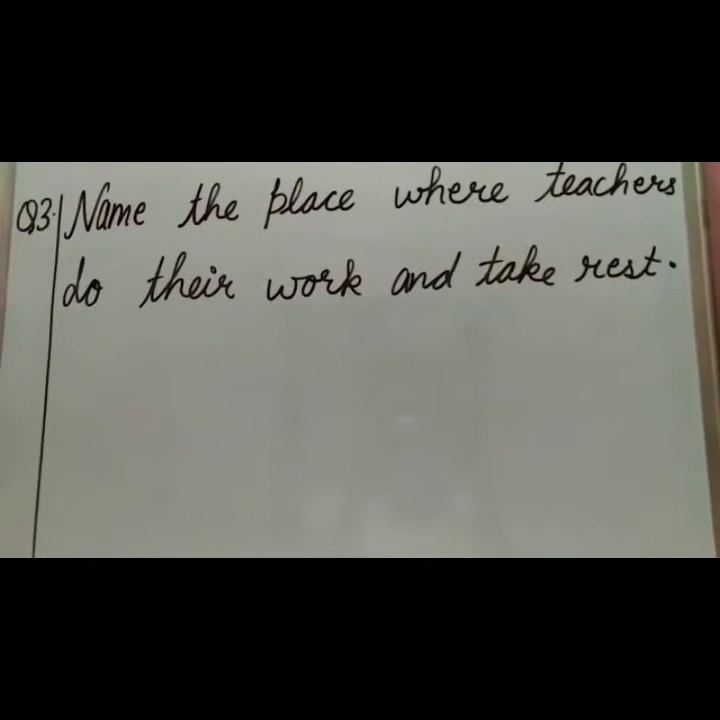 Q3. Name the place where teachers
do their work and take rest.